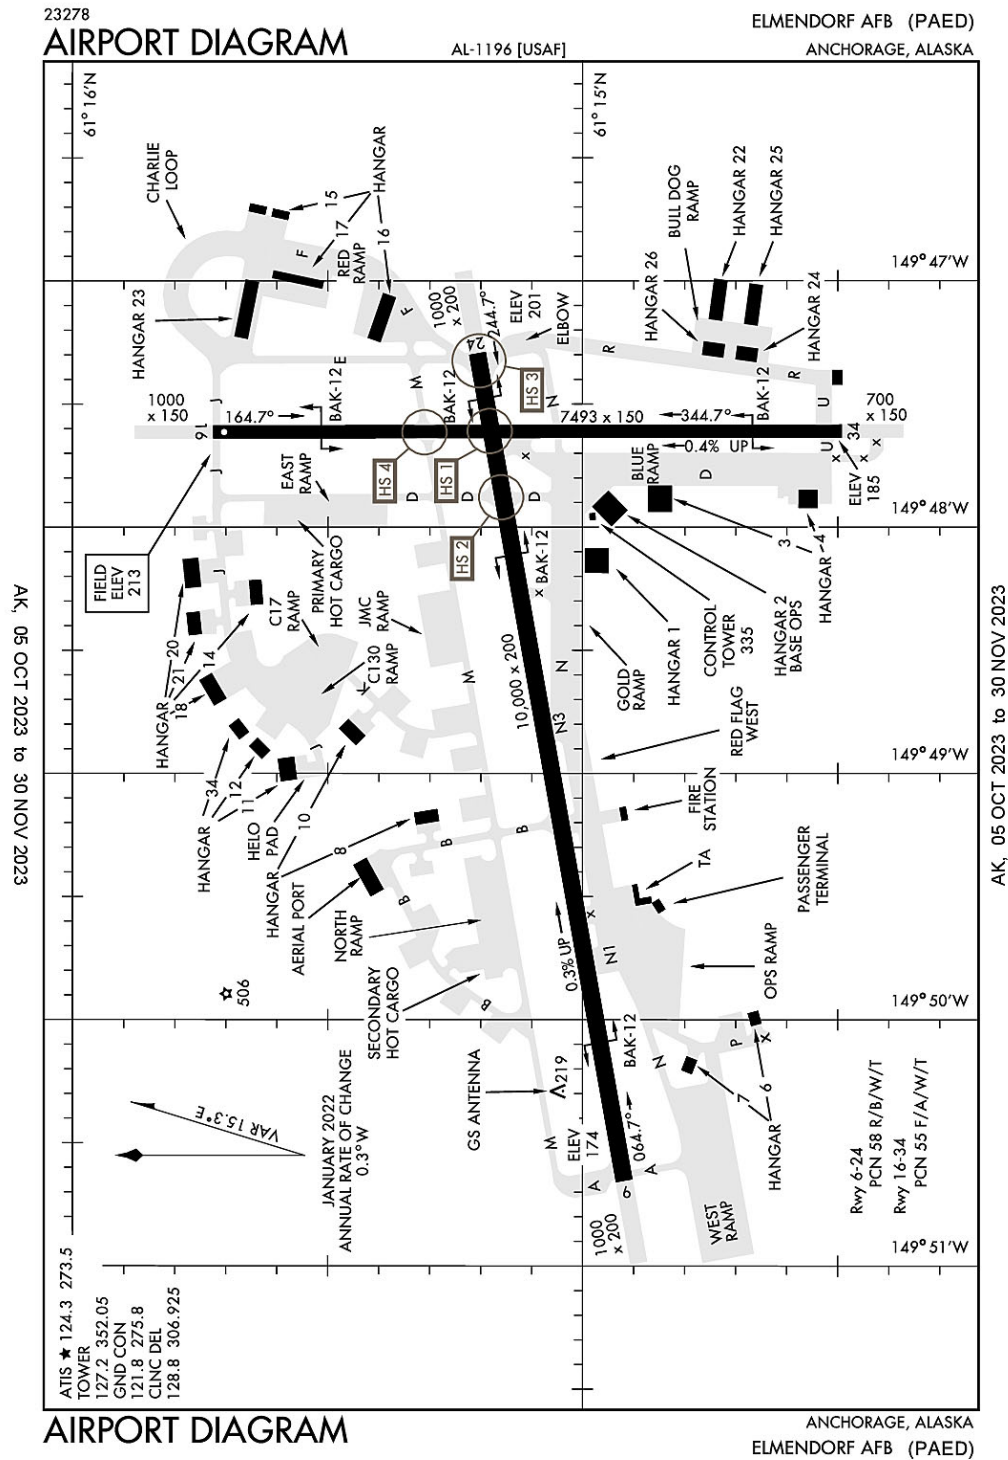 23278
AIRPORT DIAGRAM
AL-1196 [USAF]
ELMENDORF AFB (PAED)
ANCHORAGE, ALASKA
61° 16'N
61° 15'N
CHARLIE
LOOP
HANGAR
15
17
16
F
RED
RAMP
F
HANGAR 23
1000
x 200
244.7°
ELEV
201
ELBOW
BULL DOG
RAMP
HANGAR 22
HANGAR 25
HANGAR 26
HANGAR 24
149° 47'W
R
R
24
HS 3
1000
x 150
J
164.7°
BAK-12
E
M
BAK-12
N
7493 x 150
344.7°
BAK-12
U
700
x 150
16
34
0.4% UP
x
x
x
U
J
EAST
RAMP
HS 4
HS 1
D
D
D
x
BLUE
RAMP
D
ELEV
185
149° 48'W
FIELD
ELEV
213
HS 2
BAK-12
x
3
4
HANGAR
J
PRIMARY
HOT CARGO
C17
RAMP
JMC
RAMP
C130
RAMP
HANGAR
20
21
14
18
K
M
10,000 x 200
N
N3
GOLD
RAMP
HANGAR 1
CONTROL
TOWER
335
HANGAR 2
BASE OPS
RED FLAG
WEST
149° 49'W
HANGAR
34
12
11
J
HELO
PAD
HANGAR
10
8
AERIAL PORT
B
B
B
NORTH
RAMP
FIRE
STATION
TA
PASSENGER
TERMINAL
SECONDARY
HOT CARGO
B
0.3% UP
x
N1
OPS RAMP
506
149° 50'W
BAK-12
N
P
X
7
6
HANGAR
GS ANTENNA
219
M
ELEV
174
064.7°
A
A
6
1000
x 200
WEST
RAMP
VAR 15.3°E
JANUARY 2022
ANNUAL RATE OF CHANGE
0.3°W
Rwy 6-24
PCN 58 R/B/W/T
Rwy 16-34
PCN 55 F/A/W/T
149° 51'W
ATIS ★ 124.3 273.5
TOWER
127.2 352.05
GND CON
121.8 275.8
CLNC DEL
128.8 306.925
AK, 05 OCT 2023 to 30 NOV 2023
AK, 05 OCT 2023 to 30 NOV 2023
AIRPORT DIAGRAM
ANCHORAGE, ALASKA
ELMENDORF AFB (PAED)